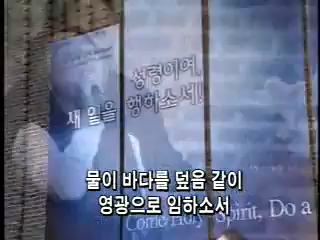 성령이여,
새 일을 행하소서!
물이 바다를 덮음 같이
영광으로 임하소서
Come Holy Spirit, Do a